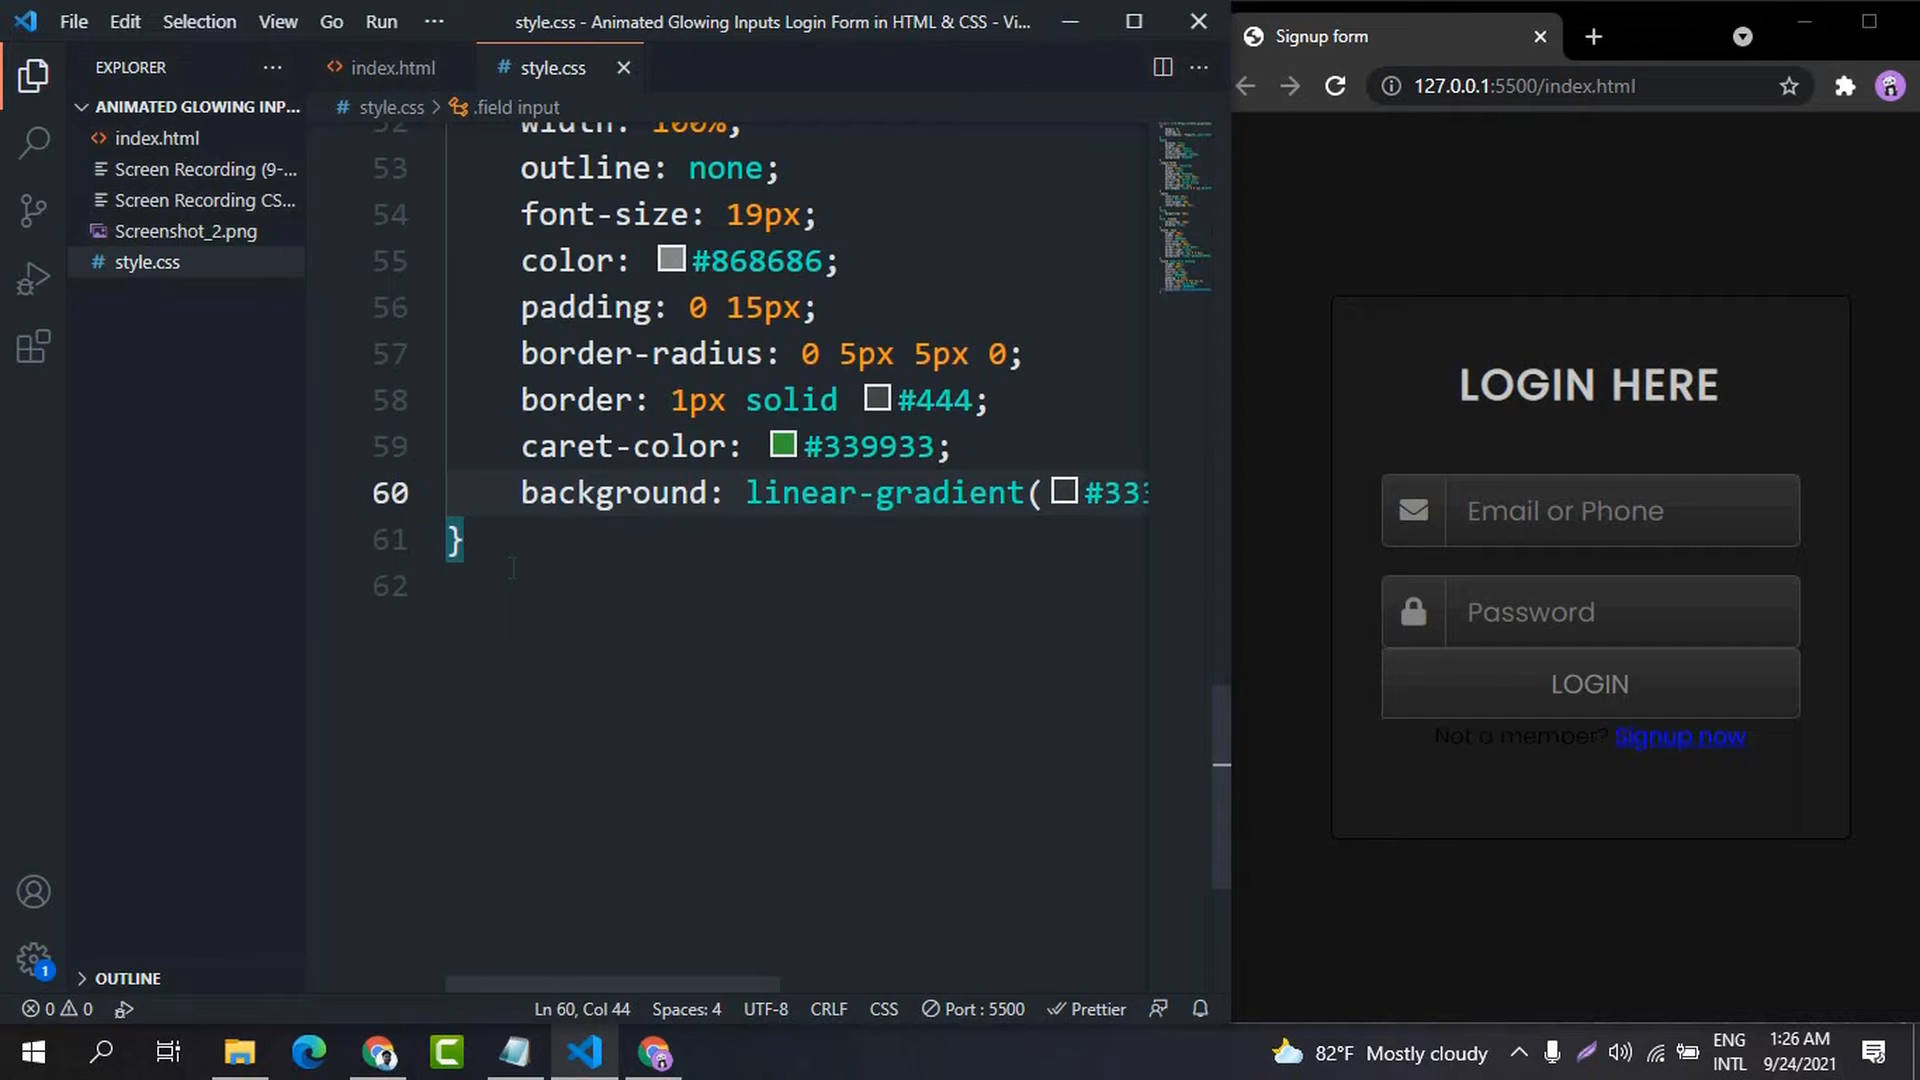 File Edit Selection View Go Run ···
style.css - Animated Glowing Inputs Login Form in HTML & CSS - Vi...
EXPLORER ···
ANIMATED GLOWING INP...
index.html
Screen Recording (9-...
Screen Recording CS...
Screenshot_2.png
style.css
OUTLINE
<> index.html
# style.css
# style.css > .field input
52 width: 100%;
53 outline: none;
54 font-size: 19px;
55 color: #868686;
56 padding: 0 15px;
57 border-radius: 0 5px 5px 0;
58 border: 1px solid #444;
59 caret-color: #339933;
60 background: linear-gradient( #333
61 }
62
1
0 0
Ln 60, Col 44 Spaces: 4 UTF-8 CRLF CSS Port : 5500 Prettier
Signup form
127.0.0.1:5500/index.html
LOGIN HERE
Email or Phone
Password
LOGIN
Not a member? Signup now
82°F Mostly cloudy
ENG
INTL
1:26 AM
9/24/2021